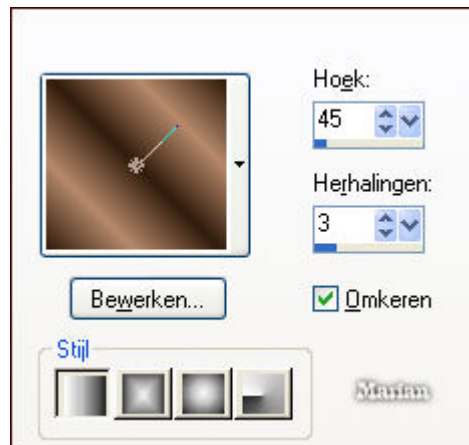 Hoek:
45
Herhalingen:
3
Bewerken...
Omkeren
Stijl
Marian